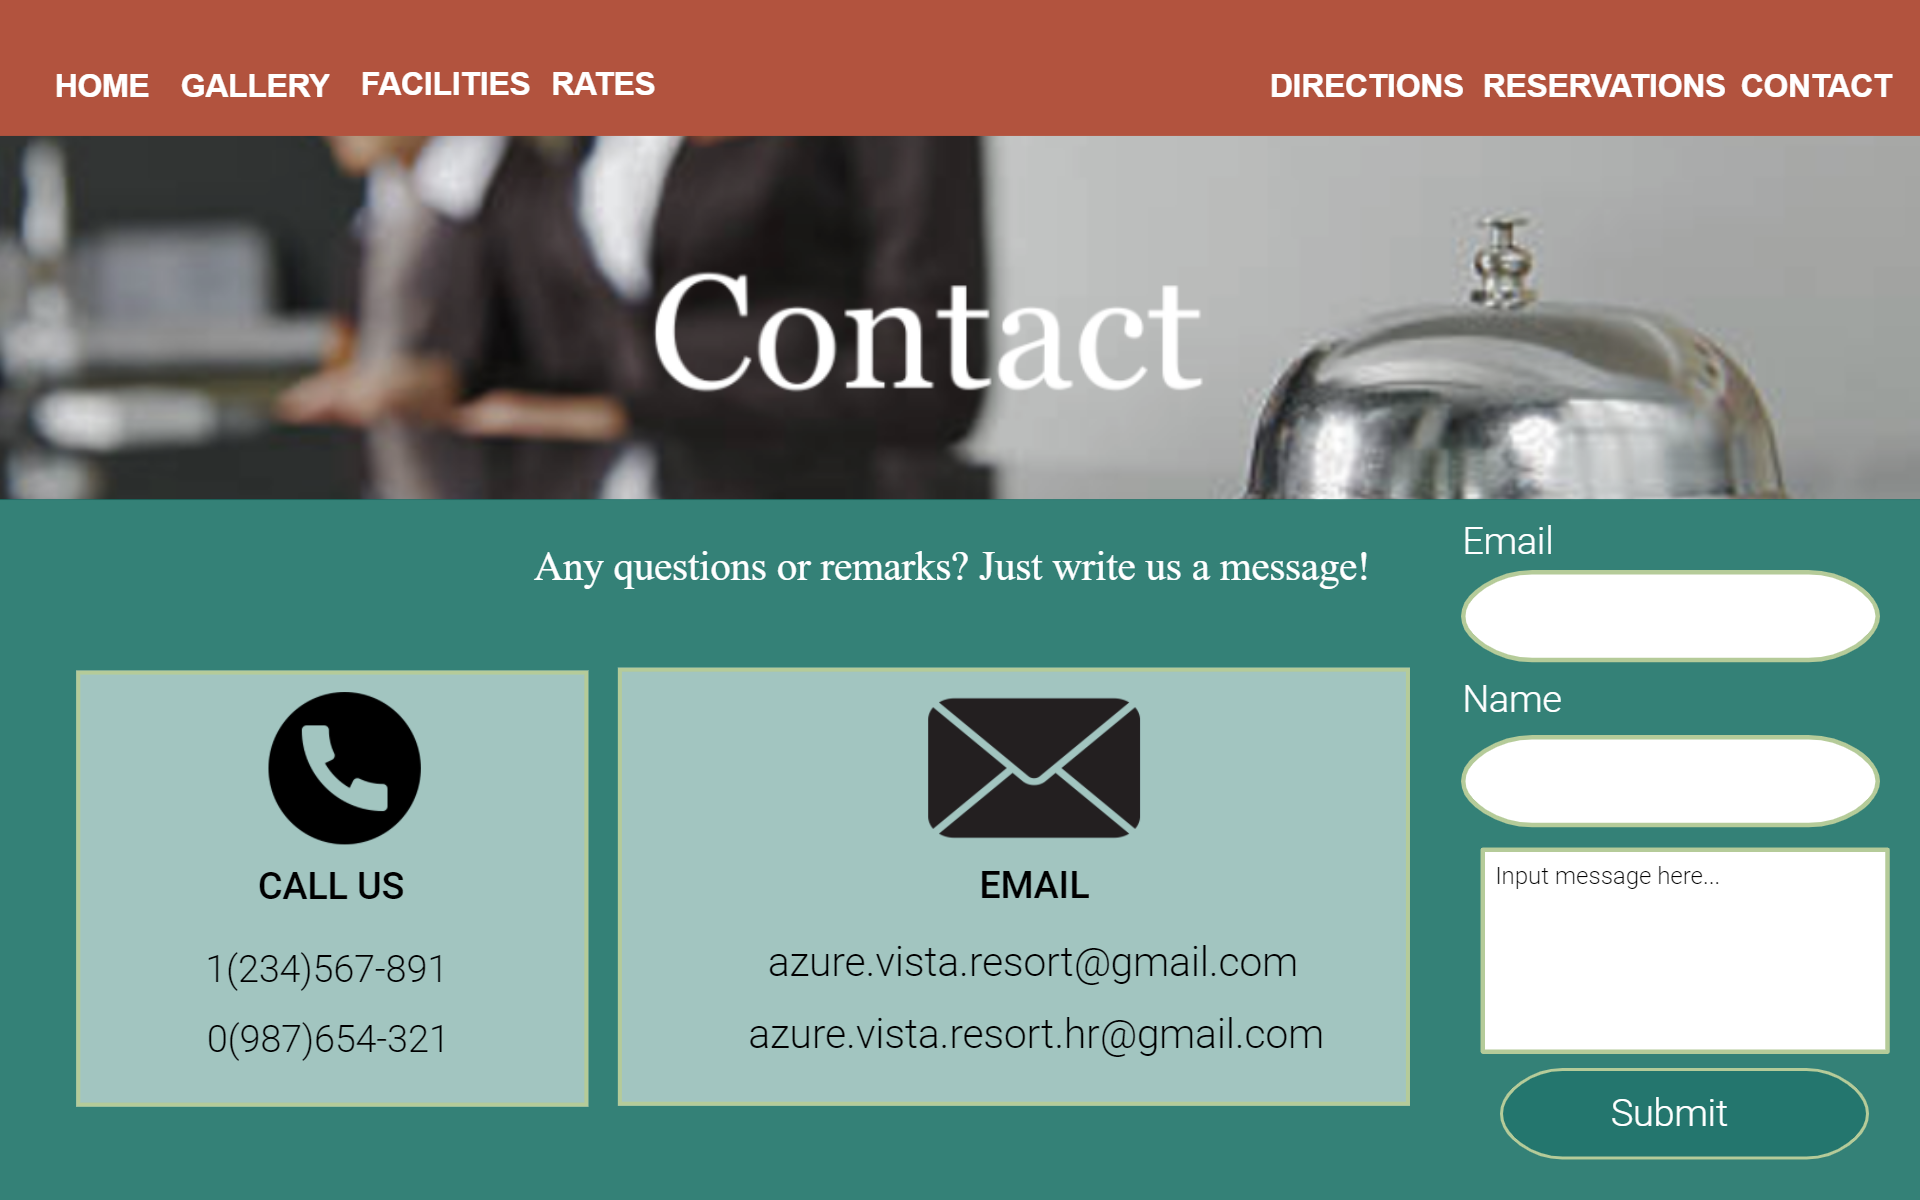 HOME GALLERY FACILITIES RATES DIRECTIONS RESERVATIONS CONTACT
Contact
Any questions or remarks? Just write us a message!
CALL US
1(234)567-891
0(987)654-321
EMAIL
azure.vista.resort@gmail.com
azure.vista.resort.hr@gmail.com
Email
Name
Input message here...
Submit